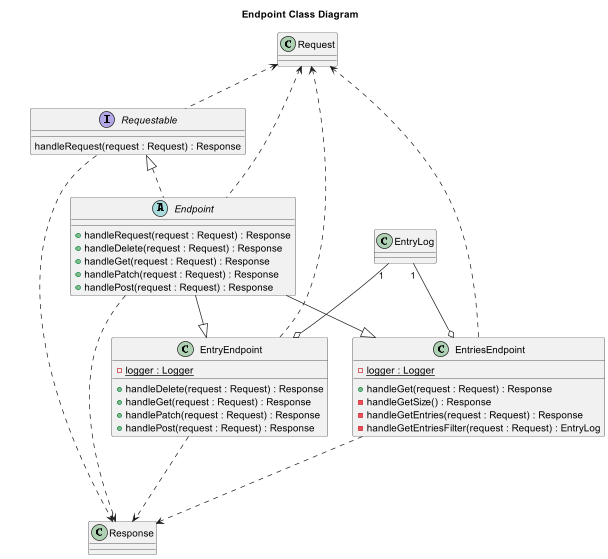 Endpoint Class Diagram
C Request
I Requestable
handleRequest(request : Request) : Response
A Endpoint
handleRequest(request : Request) : Response
handleDelete(request : Request) : Response
handleGet(request : Request) : Response
handlePatch(request : Request) : Response
handlePost(request : Request) : Response
C EntryLog
1 1
C EntryEndpoint
logger : Logger
handleDelete(request : Request) : Response
handleGet(request : Request) : Response
handlePatch(request : Request) : Response
handlePost(request : Request) : Response
C EntriesEndpoint
logger : Logger
handleGet(request : Request) : Response
handleGetSize() : Response
handleGetEntries(request : Request) : Response
handleGetEntriesFilter(request : Request) : EntryLog
C Response